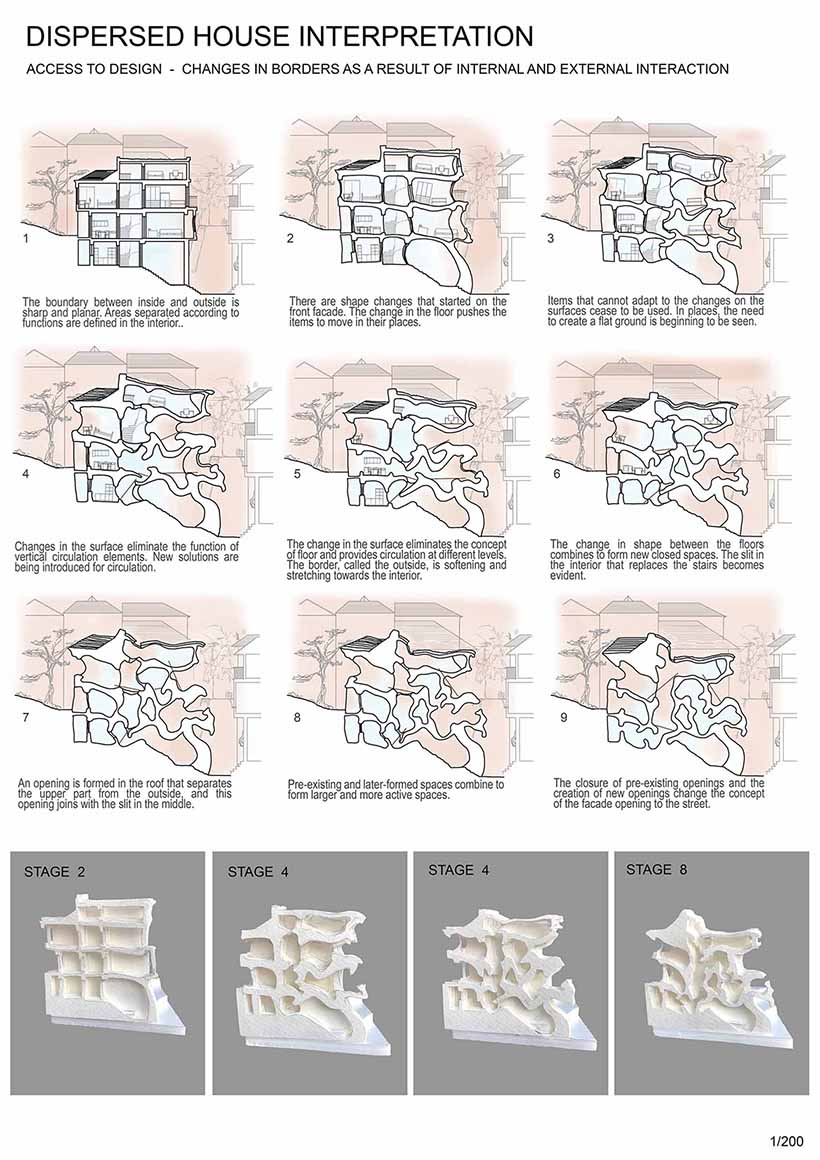 DISPERSED HOUSE INTERPRETATION
ACCESS TO DESIGN - CHANGES IN BORDERS AS A RESULT OF INTERNAL AND EXTERNAL INTERACTION
1
The boundary between inside and outside is
sharp and planar. Areas separated according to
functions are defined in the interior..
2
There are shape changes that started on the
front facade. The change in the floor pushes the
items to move in their places.
3
Items that cannot adapt to the changes on the
surfaces cease to be used. In places, the need
to create a flat ground is beginning to be seen.
4
Changes in the surface eliminate the function of
vertical circulation elements. New solutions are
being introduced for circulation.
5
The change in the surface eliminates the concept
of floor and provides circulation at different levels.
The border, called the outside, is softening and
stretching towards the interior.
6
The change in shape between the floors
combines to form new closed spaces. The slit in
the interior that replaces the stairs becomes
evident.
7
An opening is formed in the roof that separates
the upper part from the outside, and this
opening joins with the slit in the middle.
8
Pre-existing and later-formed spaces combine to
form larger and more active spaces.
9
The closure of pre-existing openings and the
creation of new openings change the concept
of the facade opening to the street.
STAGE 2
STAGE 4
STAGE 4
STAGE 8
1/200